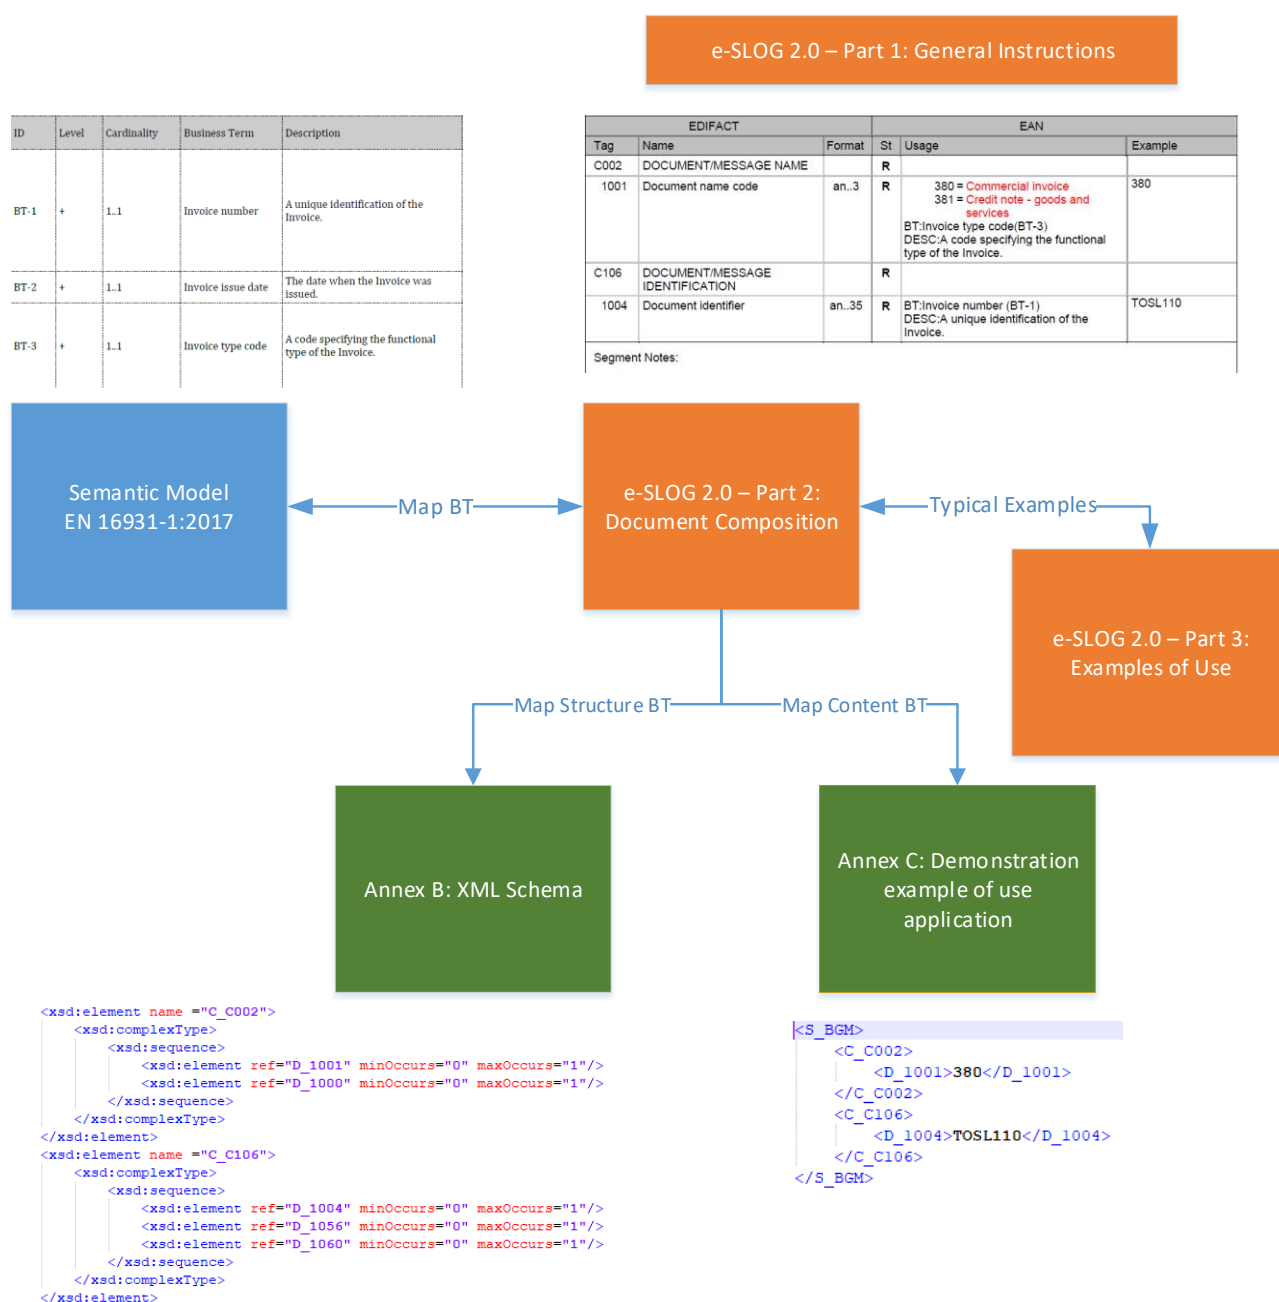 e-SLOG 2.0 – Part 1: General Instructions
ID Level Cardinality Business Term Description
BT-1 + 1..1 Invoice number A unique identification of the
Invoice.
BT-2 + 1..1 Invoice issue date The date when the Invoice was
issued.
BT-3 + 1..1 Invoice type code A code specifying the functional
type of the Invoice.
EDIFACT EAN
Tag Name Format St Usage Example
C002 DOCUMENT/MESSAGE NAME R
1001 Document name code an..3 R 380 = Commercial invoice 380
381 = Credit note - goods and
services
BT:Invoice type code(BT-3)
DESC:A code specifying the functional
type of the Invoice.
C106 DOCUMENT/MESSAGE R
IDENTIFICATION
1004 Document identifier an..35 R BT:Invoice number (BT-1) TOSL110
DESC:A unique identification of the
Invoice.
Segment Notes:
Semantic Model
EN 16931-1:2017
Map BT
e-SLOG 2.0 – Part 2:
Document Composition
Typical Examples
e-SLOG 2.0 – Part 3:
Examples of Use
Map Structure BT
Map Content BT
Annex B: XML Schema
Annex C: Demonstration
example of use
application
<xsd:element name ="C_C002">
<xsd:complexType>
<xsd:sequence>
<xsd:element ref="D_1001" minOccurs="0" maxOccurs="1"/>
<xsd:element ref="D_1000" minOccurs="0" maxOccurs="1"/>
</xsd:sequence>
</xsd:complexType>
</xsd:element>
<xsd:element name ="C_C106">
<xsd:complexType>
<xsd:sequence>
<xsd:element ref="D_1004" minOccurs="0" maxOccurs="1"/>
<xsd:element ref="D_1056" minOccurs="0" maxOccurs="1"/>
<xsd:element ref="D_1060" minOccurs="0" maxOccurs="1"/>
</xsd:sequence>
</xsd:complexType>
</xsd:element>
<S_BGM>
<C_C002>
<D_1001>380</D_1001>
</C_C002>
<C_C106>
<D_1004>TOSL110</D_1004>
</C_C106>
</S_BGM>